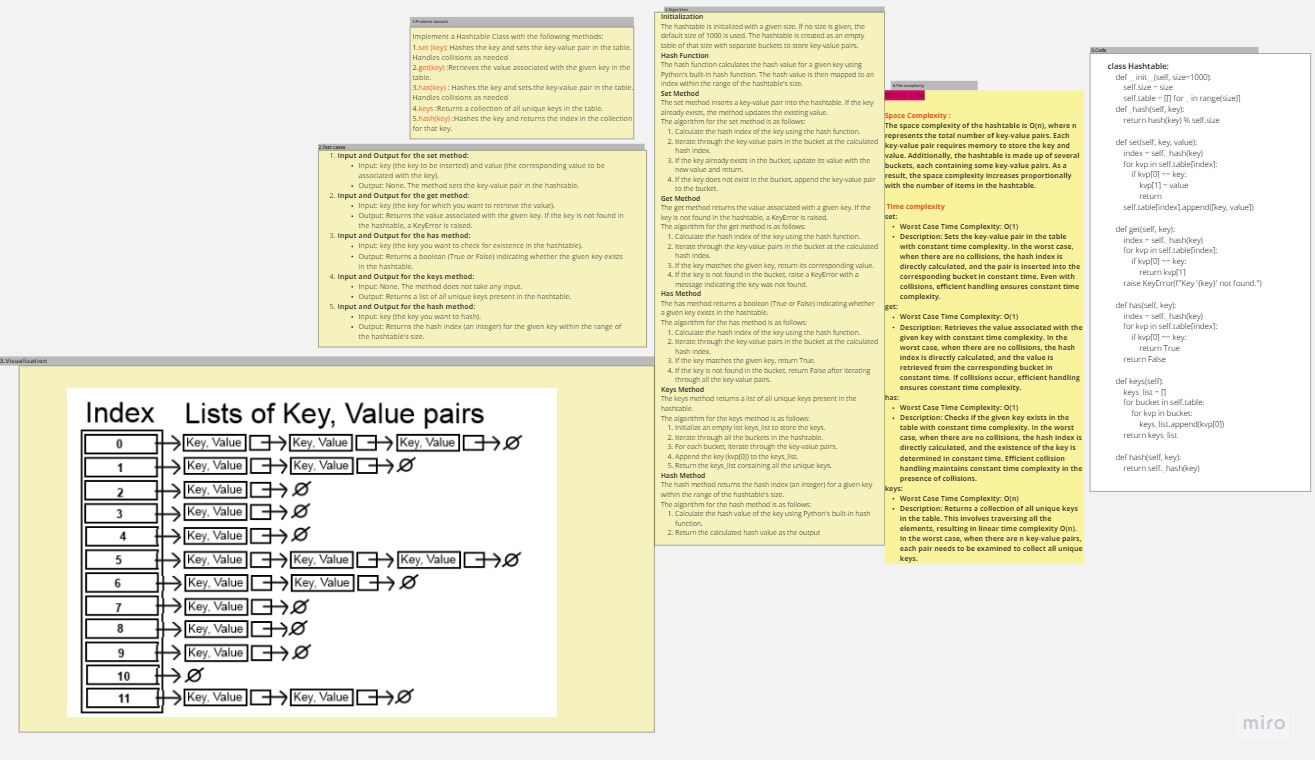 1.Problem domain
Implement a Hashtable Class with the following methods:
1.set (key): Hashes the key and sets the key-value pair in the table.
Handles collisions as needed
2.get(key) :Retrieves the value associated with the given key in the
table.
3.has(key) : Hashes the key and sets-the key-value pair in the table.
Handles collisions as needed
4.keys :Returns a collection of all unique keys in the table.
5.hash(key) :Hashes the key and returns the index in the collection
for that key.
2.Test cases
1. Input and Output for the set method:
• Input: key (the key to be inserted) and value (the corresponding value to be
associated with the key).
• Output: None. The method sets the key-value pair in the hashtable.
2. Input and Output for the get method:
• Input: key (the key for which you want to retrieve the value).
• Output: Returns the value associated with the given key. If the key is not found in
the hashtable, a KeyError is raised.
3. Input and Output for the has method:
• Input: key (the key you want to check for existence in the hashtable).
• Output: Returns a boolean (True or False) indicating whether the given key exists
in the hashtable.
4. Input and Output for the keys method:
• Input: None. The method does not take any input.
• Output: Returns a list of all unique keys present in the hashtable.
5. Input and Output for the hash method:
• Input: key (the key you want to hash).
• Output: Returns the hash index (an integer) for the given key within the range of
the hashtable's size.
3.Visualization
Index Lists of Key, Value pairs
0 Key, Value Key, Value Key, Value
1 Key, Value Key, Value
2 Key, Value
3 Key, Value
4 Key, Value
5 Key, Value Key, Value Key, Value
6 Key, Value Key, Value
7 Key, Value
8 Key, Value
9 Key, Value
10
11 Key, Value Key, Value
4.Algorithm
Initialization
The hashtable is initialized with a given size. If no size is given, the
default size of 1000 is used. The hashtable is created as an empty
table of that size with separate buckets to store key-value pairs.
Hash Function
The hash function calculates the hash value for a given key using
Python's built-in hash function. The hash value is then mapped to an
index within the range of the hashtable's size.
Set Method
The set method inserts a key-value pair into the hashtable. If the key
already exists, the method updates the existing value.
The algorithm for the set method is as follows:
1. Calculate the hash index of the key using the hash function.
2. Iterate through the key-value pairs in the bucket at the calculated
hash index.
3. If the key already exists in the bucket, update its value with the
new value and return.
4. If the key does not exist in the bucket, append the key-value pair
to the bucket.
Get Method
The get method returns the value associated with a given key. If the
key is not found in the hashtable, a KeyError is raised.
The algorithm for the get method is as follows:
1. Calculate the hash index of the key using the hash function.
2. Iterate through the key-value pairs in the bucket at the calculated
hash index.
3. If the key matches the given key, return its corresponding value.
4. If the key is not found in the bucket, raise a KeyError with a
message indicating the key was not found.
Has Method
The has method returns a boolean (True or False) indicating whether
a given key exists in the hashtable.
The algorithm for the has method is as follows:
1. Calculate the hash index of the key using the hash function.
2. Iterate through the key-value pairs in the bucket at the calculated
hash index.
3. If the key matches the given key, return True.
4. If the key is not found in the bucket, return False after iterating
through all the key-value pairs.
Keys Method
The keys method returns a list of all unique keys present in the
hashtable.
The algorithm for the keys method is as follows:
1. Initialize an empty list keys_list to store the keys.
2. Iterate through all the buckets in the hashtable.
3. For each bucket, iterate through the key-value pairs.
4. Append the key (kvp[0]) to the keys_list.
5. Return the keys_list containing all the unique keys.
Hash Method
The hash method returns the hash index (an integer) for a given key
within the range of the hashtable's size.
The algorithm for the hash method is as follows:
1. Calculate the hash value of the key using Python's built-in hash
function.
2. Return the calculated hash value as the output
6.Tim complexity
Space Complexity :
The space complexity of the hashtable is O(n), where n
represents the total number of key-value pairs. Each
key-value pair requires memory to store the key and
value. Additionally, the hashtable is made up of several
buckets, each containing some key-value pairs. As a
result, the space complexity increases proportionally
with the number of items in the hashtable.
Time complexity
set:
• Worst Case Time Complexity: O(1)
• Description: Sets the key-value pair in the table
with constant time complexity. In the worst case,
when there are no collisions, the hash index is
directly calculated, and the pair is inserted into the
corresponding bucket in constant time. Even with
collisions, efficient handling ensures constant time
complexity.
get:
• Worst Case Time Complexity: O(1)
• Description: Retrieves the value associated with the
given key with constant time complexity. In the
worst case, when there are no collisions, the hash
index is directly calculated, and the value is
retrieved from the corresponding bucket in
constant time. If collisions occur, efficient handling
ensures constant time complexity.
has:
• Worst Case Time Complexity: O(1)
• Description: Checks if the given key exists in the
table with constant time complexity. In the worst
case, when there are no collisions, the hash index is
directly calculated, and the existence of the key is
determined in constant time. Efficient collision
handling maintains constant time complexity in the
presence of collisions.
keys:
• Worst Case Time Complexity: O(n)
• Description: Returns a collection of all unique keys
in the table. This involves traversing all the
elements, resulting in linear time complexity O(n).
In the worst case, when there are n key-value pairs,
each pair needs to be examined to collect all unique
keys.
5.Code
class Hashtable:
def __init__(self, size=1000):
self.size = size
self.table = [[] for _ in range(size)]
def _hash(self, key):
return hash(key) % self.size
def set(self, key, value):
index = self._hash(key)
for kvp in self.table[index]:
if kvp[0] == key:
kvp[1] = value
return
self.table[index].append([key, value])
def get(self, key):
index = self._hash(key)
for kvp in self.table[index]:
if kvp[0] == key:
return kvp[1]
raise KeyError(f"Key '{key}' not found.")
def has(self, key):
index = self._hash(key)
for kvp in self.table[index]:
if kvp[0] == key:
return True
return False
def keys(self):
keys_list = []
for bucket in self.table:
for kvp in bucket:
keys_list.append(kvp[0])
return keys_list
def hash(self, key):
return self._hash(key)
miro